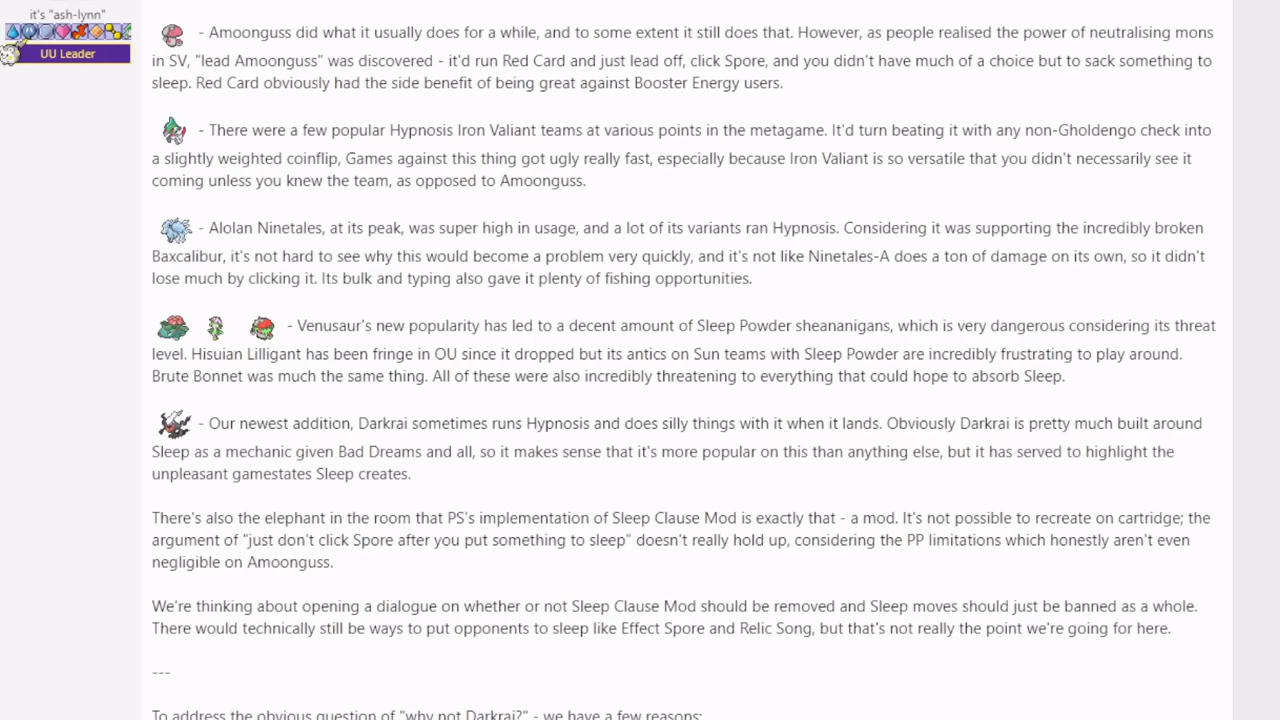 it's "ash-lynn"
UU Leader
- Amoonguss did what it usually does for a while, and to some extent it still does that. However, as people realised the power of neutralising mons
in SV, "lead Amoonguss" was discovered - it'd run Red Card and just lead off, click Spore, and you didn't have much of a choice but to sack something to
sleep. Red Card obviously had the side benefit of being great against Booster Energy users.
- There were a few popular Hypnosis Iron Valiant teams at various points in the metagame. It'd turn beating it with any non-Gholdengo check into
a slightly weighted coinflip, Games against this thing got ugly really fast, especially because Iron Valiant is so versatile that you didn't necessarily see it
coming unless you knew the team, as opposed to Amoonguss.
- Alolan Ninetales, at its peak, was super high in usage, and a lot of its variants ran Hypnosis. Considering it was supporting the incredibly broken
Baxcalibur, it's not hard to see why this would become a problem very quickly, and it's not like Ninetales-A does a ton of damage on its own, so it didn't
lose much by clicking it. Its bulk and typing also gave it plenty of fishing opportunities.
- Venusaur's new popularity has led to a decent amount of Sleep Powder sheananigans, which is very dangerous considering its threat
level. Hisuian Lilligant has been fringe in OU since it dropped but its antics on Sun teams with Sleep Powder are incredibly frustrating to play around.
Brute Bonnet was much the same thing. All of these were also incredibly threatening to everything that could hope to absorb Sleep.
- Our newest addition, Darkrai sometimes runs Hypnosis and does silly things with it when it lands. Obviously Darkrai is pretty much built around
Sleep as a mechanic given Bad Dreams and all, so it makes sense that it's more popular on this than anything else, but it has served to highlight the
unpleasant gamestates Sleep creates.
There's also the elephant in the room that PS's implementation of Sleep Clause Mod is exactly that - a mod. It's not possible to recreate on cartridge; the
argument of "just don't click Spore after you put something to sleep" doesn't really hold up, considering the PP limitations which honestly aren't even
negligible on Amoonguss.
We're thinking about opening a dialogue on whether or not Sleep Clause Mod should be removed and Sleep moves should just be banned as a whole.
There would technically still be ways to put opponents to sleep like Effect Spore and Relic Song, but that's not really the point we're going for here.
---
To address the obvious question of "why not Darkrai?" - we have a few reasons: